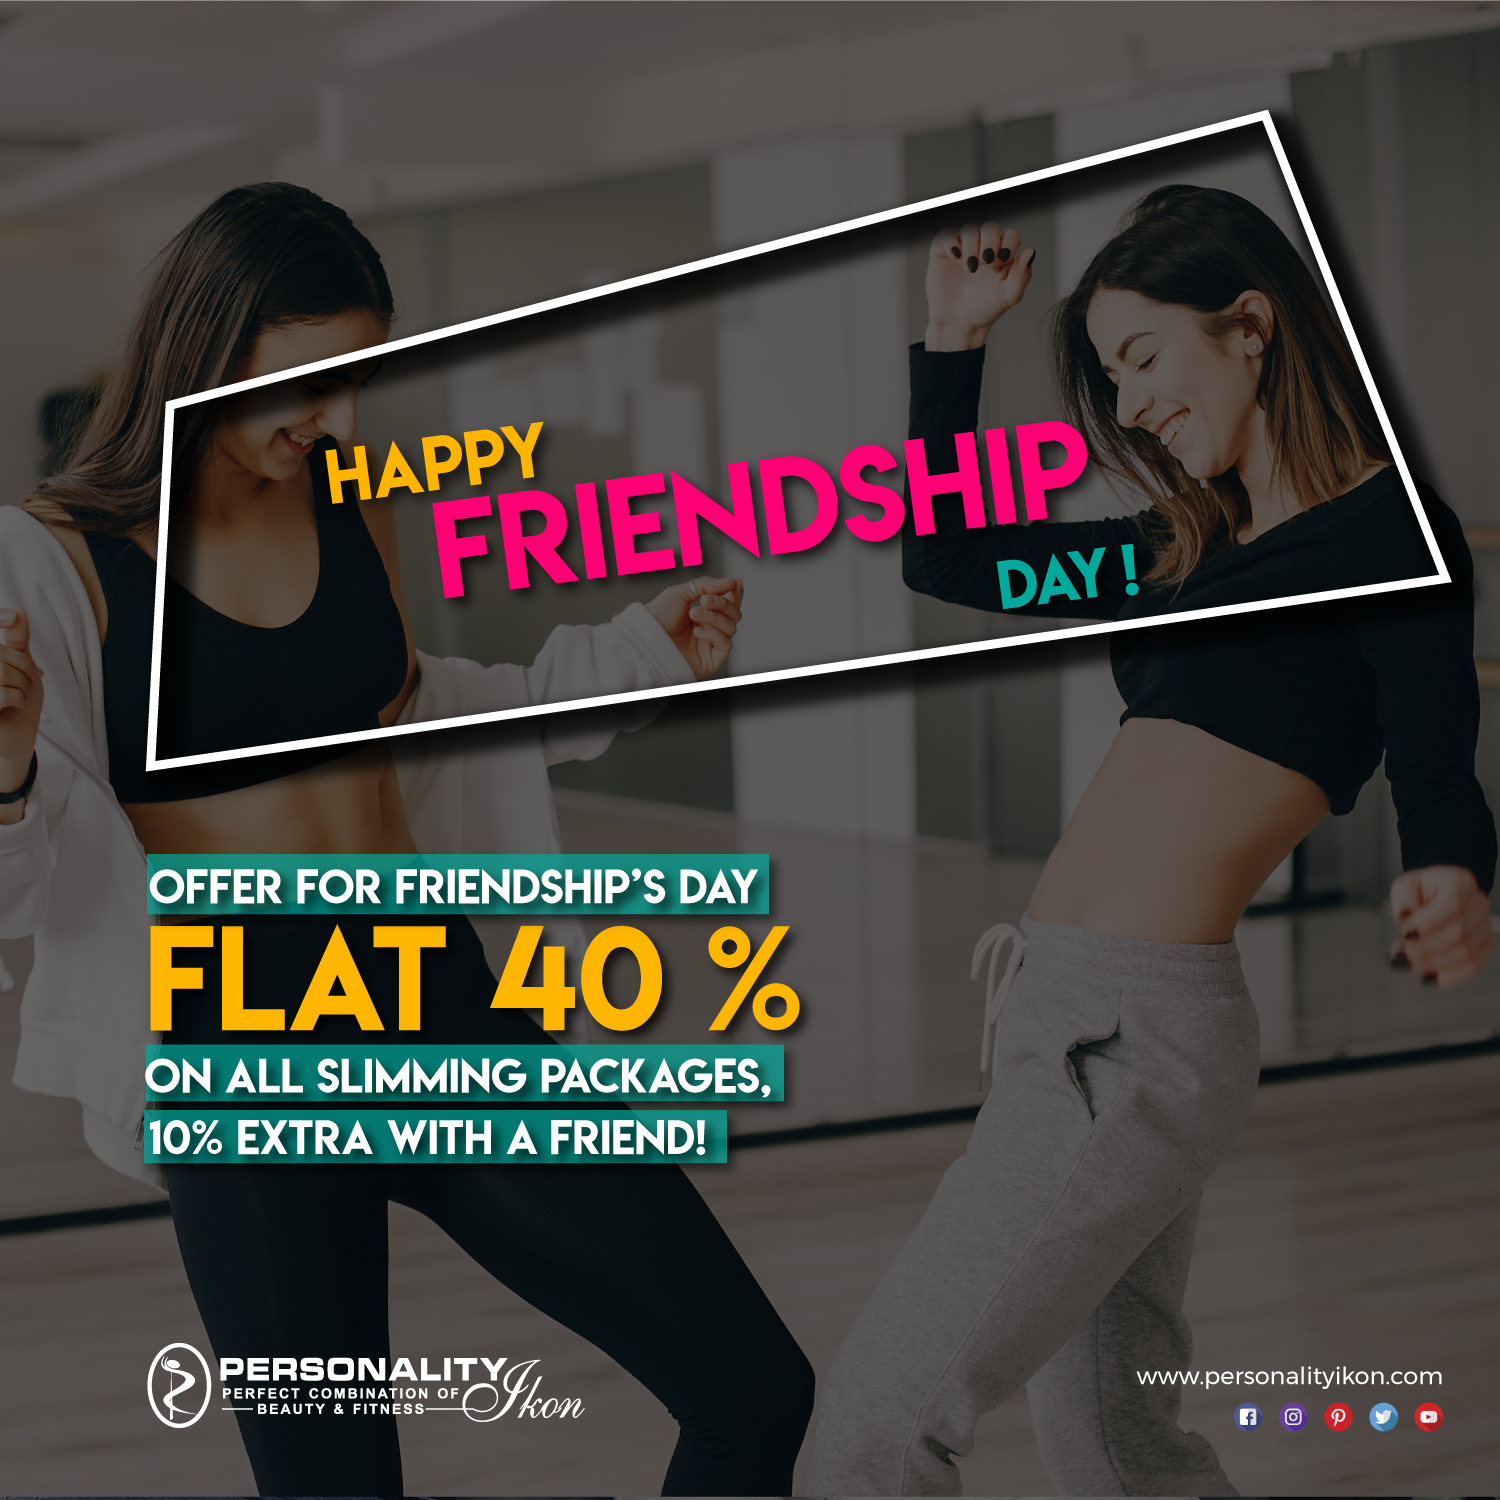 HAPPY
FRIENDSHIP
DAY !
OFFER FOR FRIENDSHIP'S DAY
FLAT 40 %
ON ALL SLIMMING PACKAGES,
10% EXTRA WITH A FRIEND!
PERSONALITY
Ikon
PERFECT COMBINATION OF
BEAUTY & FITNESS
www.personalityikon.com